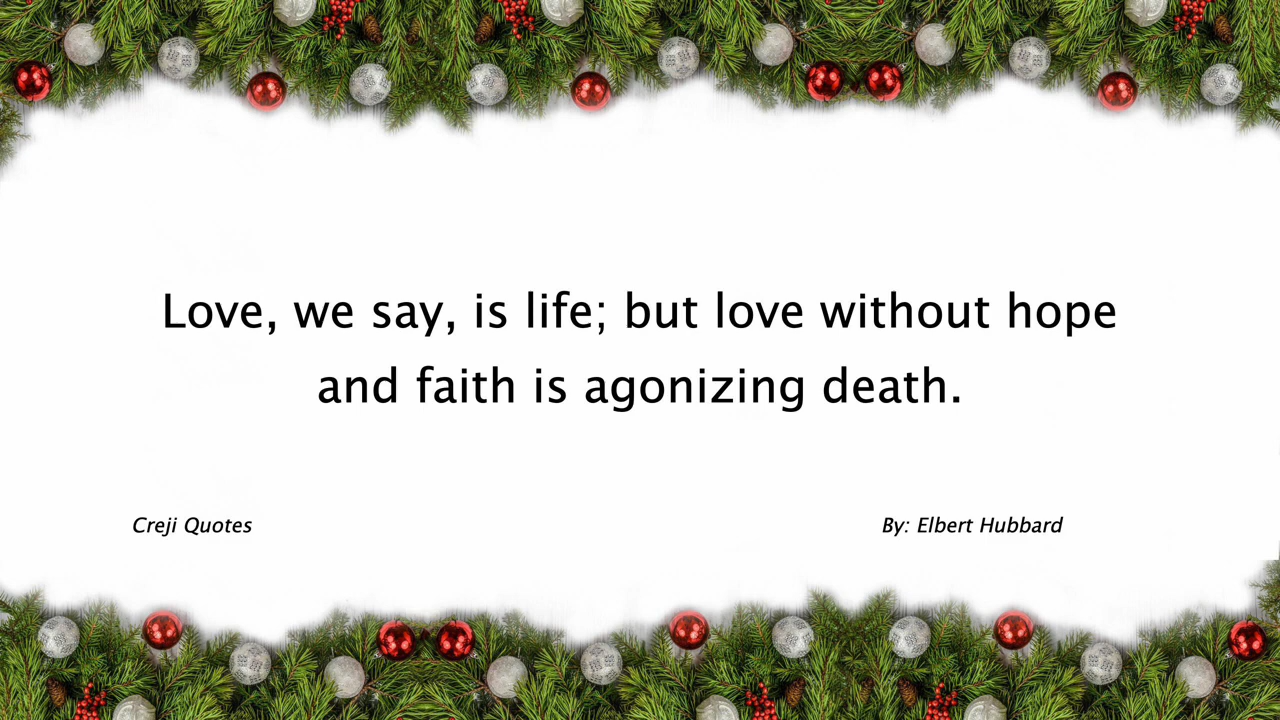 Love, we say, is life; but love without hope
and faith is agonizing death.
Creji Quotes
By: Elbert Hubbard